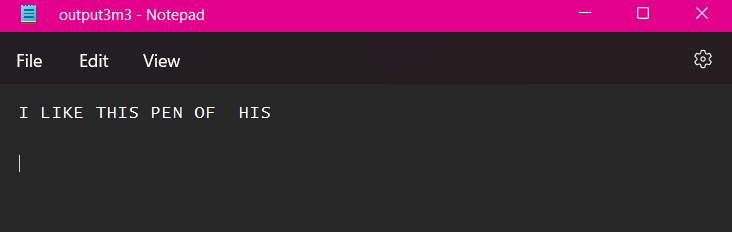 output3m3 - Notepad
File Edit View
I LIKE THIS PEN OF  HIS